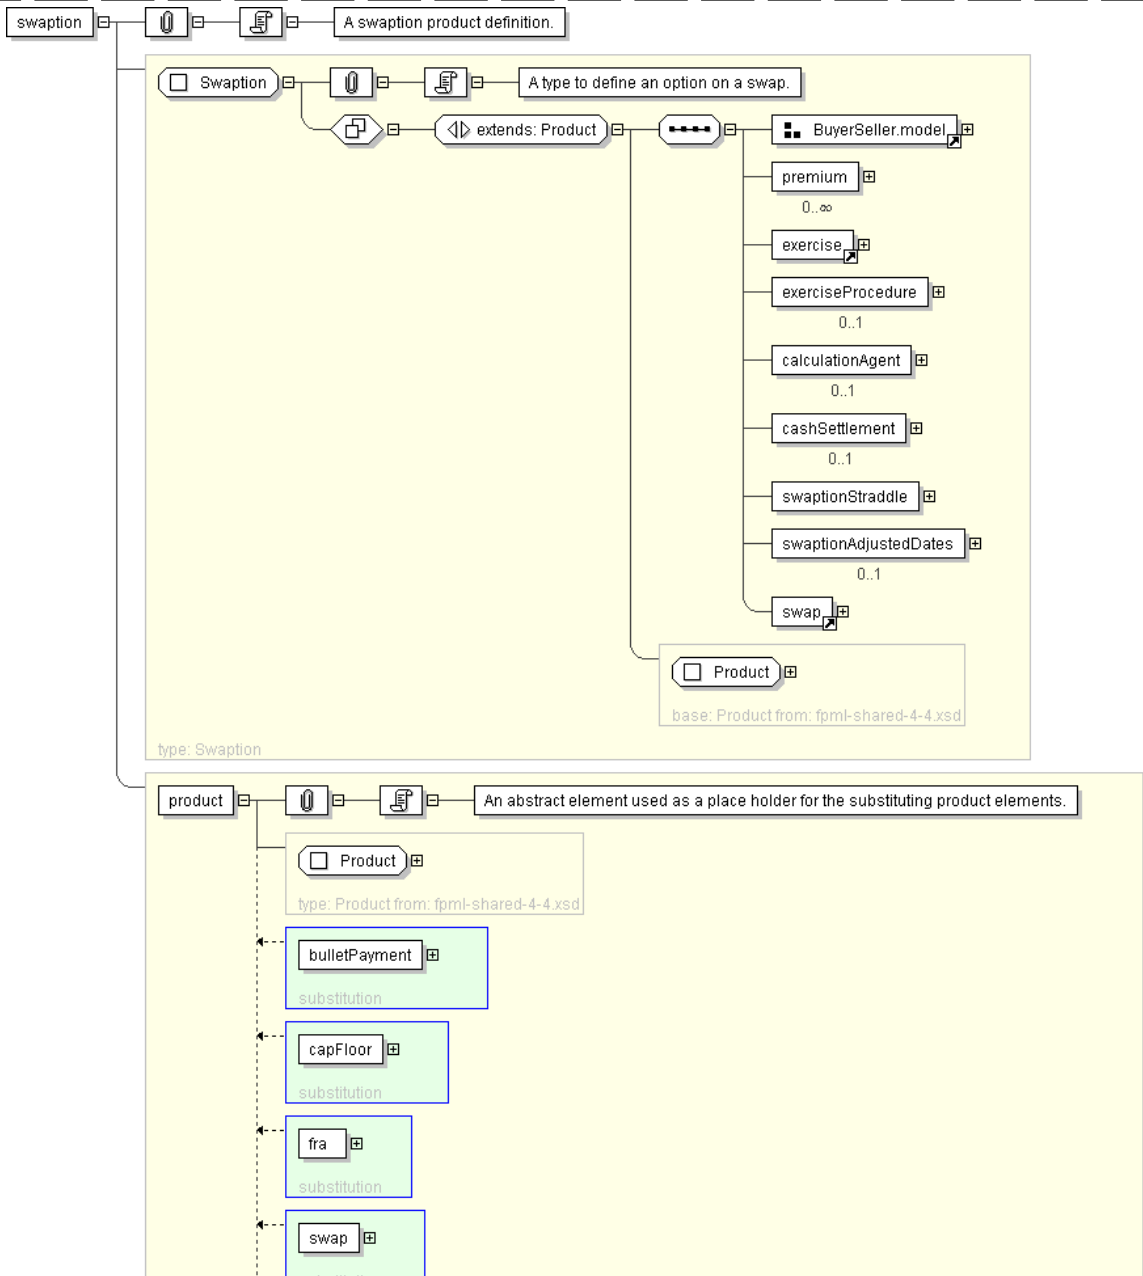 swaption
A swaption product definition.
Swaption
A type to define an option on a swap.
extends: Product
BuyerSeller.model
premium
0..∞
exercise
exerciseProcedure
0..1
calculationAgent
0..1
cashSettlement
0..1
swaptionStraddle
swaptionAdjustedDates
0..1
swap
Product
base: Product from: fpml-shared-4-4.xsd
type: Swaption
product
An abstract element used as a place holder for the substituting product elements.
Product
type: Product from: fpml-shared-4-4.xsd
bulletPayment
substitution
capFloor
substitution
fra
substitution
swap